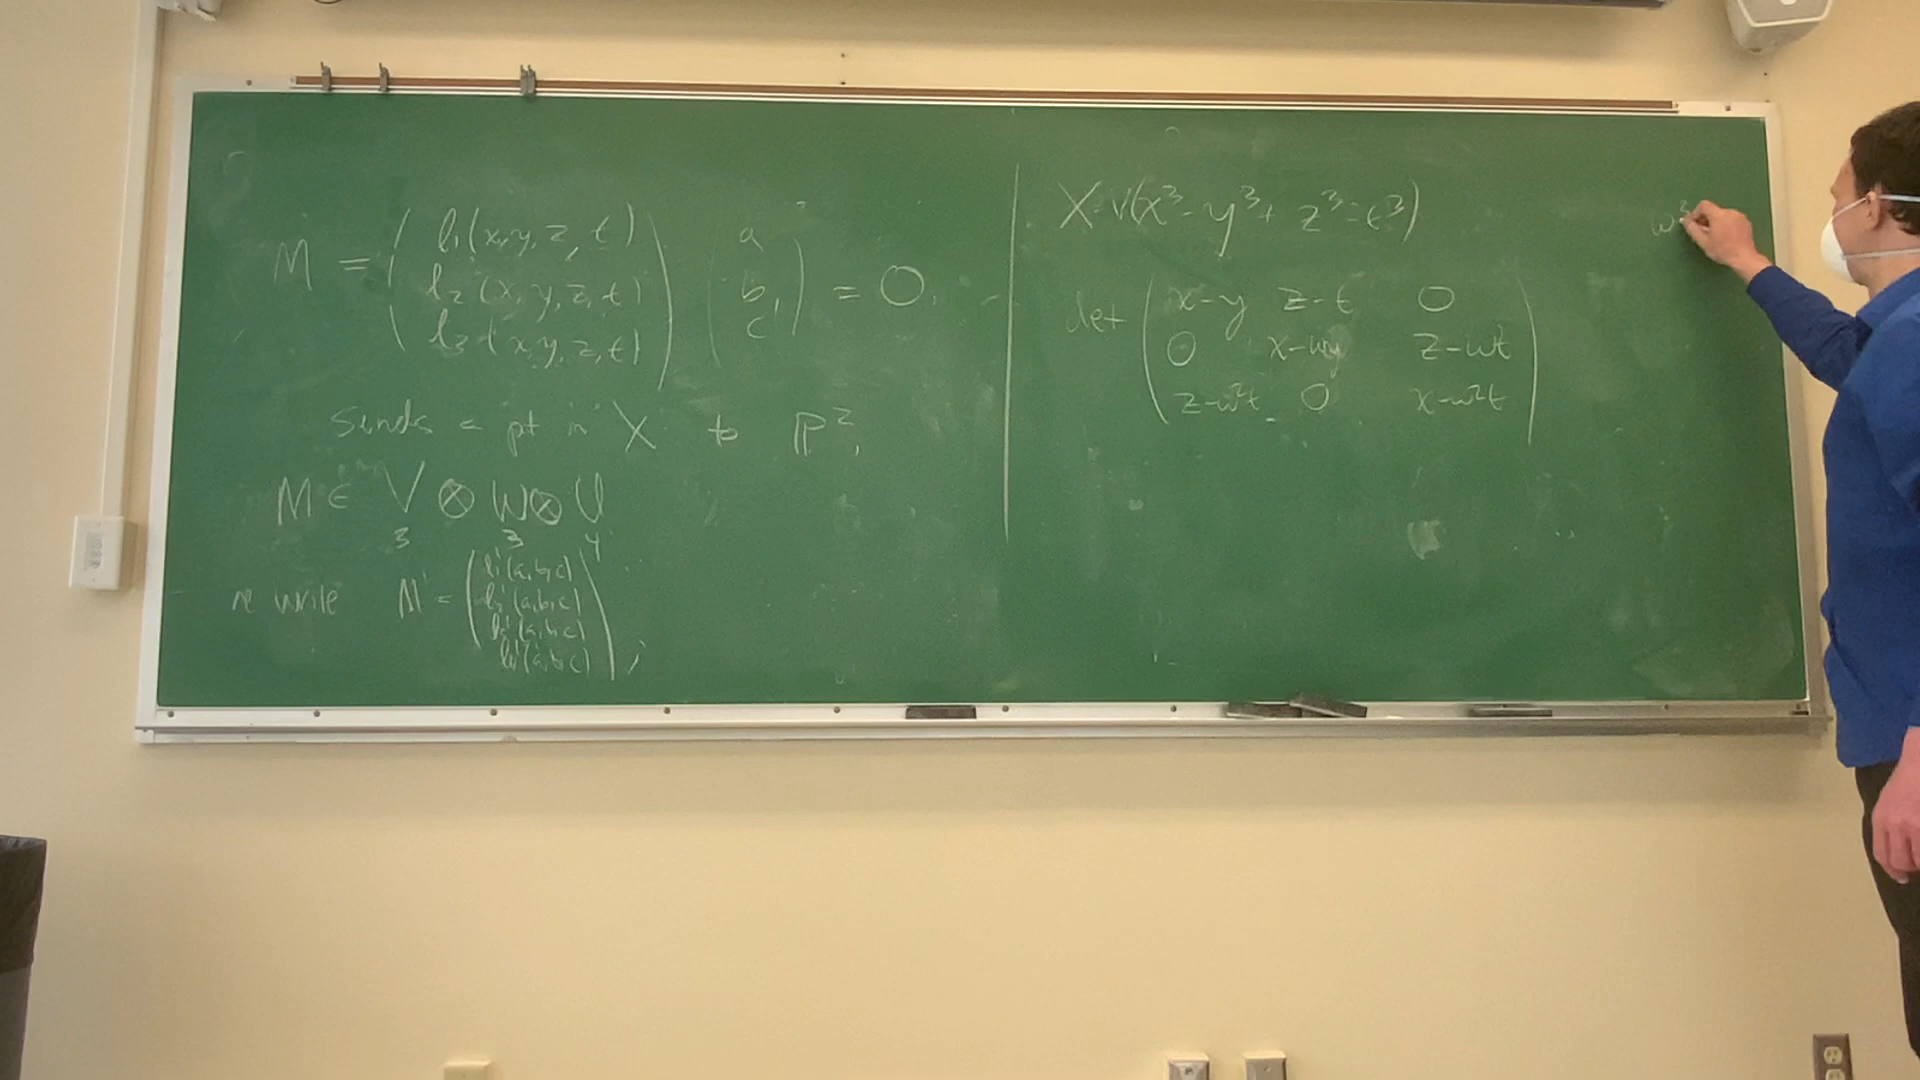 M = ( l₁(x,y,z,t) l₂(x,y,z,t) l₃(x,y,z,t) ) ( a b c ) = 0.
Sends a pt in X to P²,
M ∈ V ⊗ W ⊗ U
3 3 4
re write M' = ( l₁'(a,b,c) l₂'(a,b,c) l₃'(a,b,c) l₄'(a,b,c) ),
X = V(x³ - y³ + z³ = t³)
det ( x-y z-t 0
0 x-ωy z-ωt
z-ω²t 0 x-ω²t )
ω³